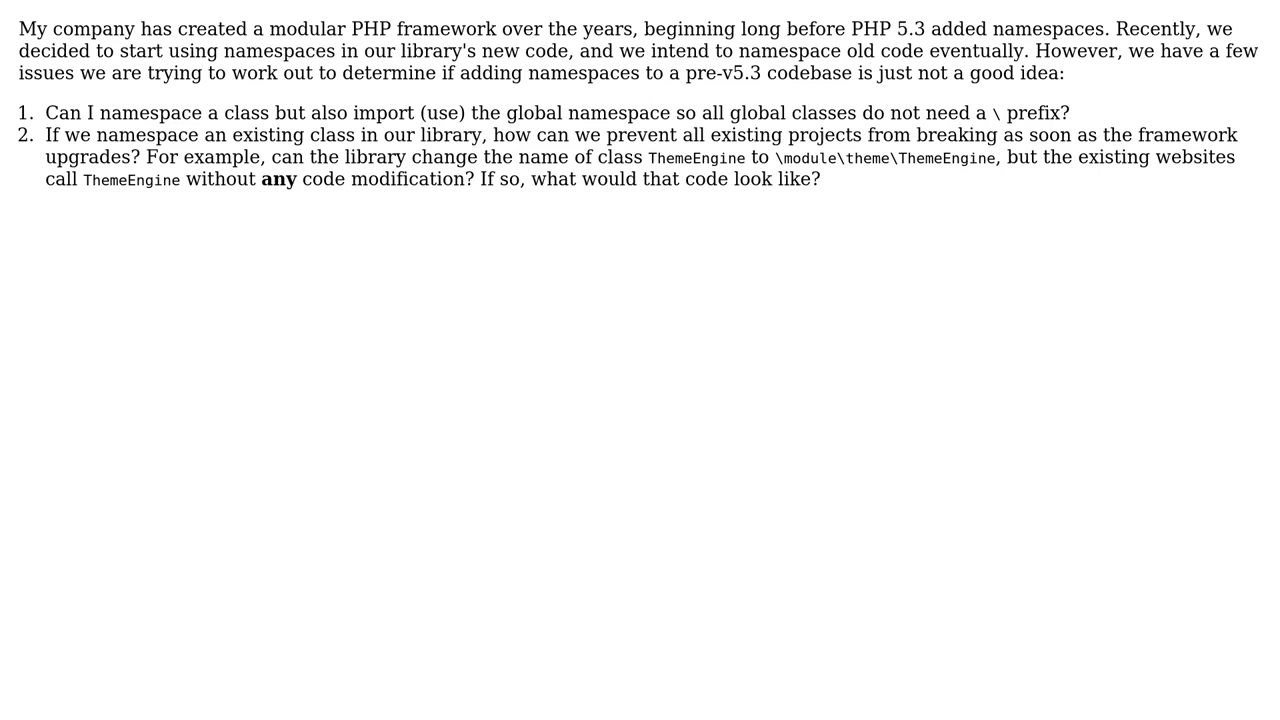 My company has created a modular PHP framework over the years, beginning long before PHP 5.3 added namespaces. Recently, we
decided to start using namespaces in our library's new code, and we intend to namespace old code eventually. However, we have a few
issues we are trying to work out to determine if adding namespaces to a pre-v5.3 codebase is just not a good idea:
1. Can I namespace a class but also import (use) the global namespace so all global classes do not need a \ prefix?
2. If we namespace an existing class in our library, how can we prevent all existing projects from breaking as soon as the framework
upgrades? For example, can the library change the name of class ThemeEngine to \module\theme\ThemeEngine, but the existing websites
call ThemeEngine without any code modification? If so, what would that code look like?